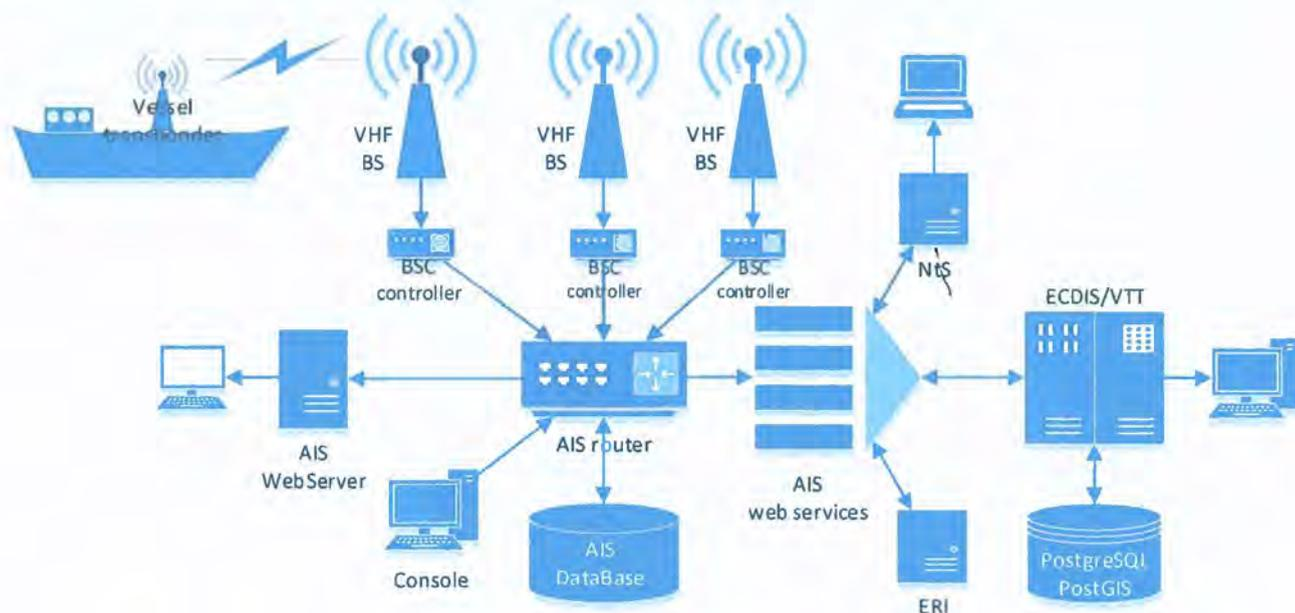 Vessel
transponder
VHF
BS
VHF
BS
VHF
BS
BSC
controller
BSC
controller
BSC
controller
NtS
ECDIS/VTT
AIS
WebServer
AIS router
AIS
web services
Console
AIS
DataBase
ERI
PostgreSQL
PostGIS